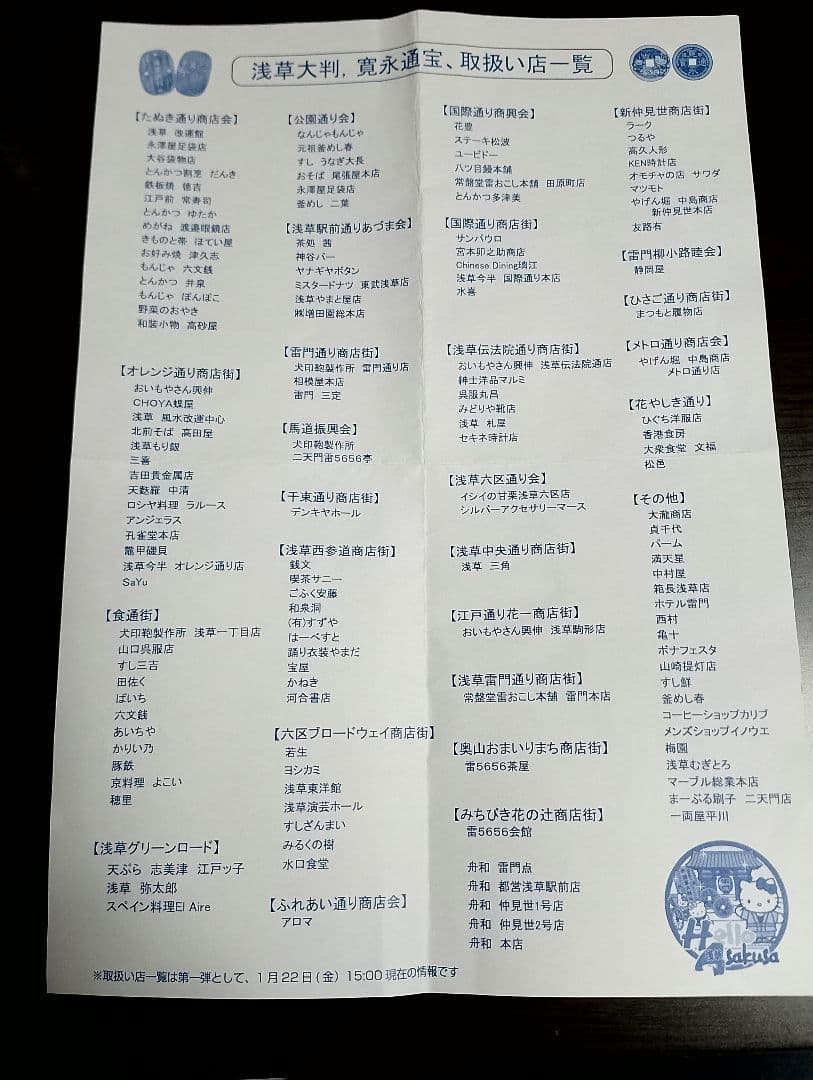 浅草大判，寛永通宝、取扱い店一覧
【たぬき通り商店会】
浅草 改運館
永澤屋足袋店
大谷袋物店
とんかつ割烹 だんき
鉄板焼 徳吉
江戸前 常寿司
とんかつ ゆたか
めがね 渡邉眼鏡店
きものと帯 ほてい屋
お好み焼 津久志
もんじゃ 六文銭
とんかつ 弁泉
もんじゃ ぽんぽこ
野菜のおやき
和装小物 高砂屋
【オレンジ通り商店街】
おいもやさん興伸
CHOYA蝶屋
浅草 風水改運中心
北前そば 高田屋
浅草もり銀
三喜
吉田貴金属店
天麩羅 中清
ロシヤ料理 ラルース
アンジェラス
孔雀堂本店
鼈甲磯貝
浅草今半 オレンジ通り店
SaYu
【食通街】
犬印鞄製作所 浅草一丁目店
山口呉服店
すし三吉
田佐く
ばいち
六文銭
あいちや
かりい乃
豚鉄
京料理 よこい
穂里
【浅草グリーンロード】
天ぷら 志美津 江戸ッ子
浅草 弥太郎
スペイン料理El Aire
【公園通り会】
なんじゃもんじゃ
元祖釜めし春
すし うなぎ大長
おそば 尾張屋本店
永澤屋足袋店
釜めし 二葉
【浅草駅前通りあづま会】
茶処 茜
神谷バー
ヤナギヤボタン
ミスタードナツ 東武浅草店
浅草やまと屋店
㈱増田園総本店
【雷門通り商店街】
犬印鞄製作所 雷門通り店
相模屋本店
雷門 三定
【馬道振興会】
犬印鞄製作所
二天門雷5656亭
【千束通り商店街】
デンキヤホール
【浅草西参道商店街】
銭文
喫茶サニー
ごふく安藤
和泉洞
(有)すずや
はーべすと
踊り衣装やまだ
宝屋
かねき
河合書店
【六区ブロードウェイ商店街】
若生
ヨシカミ
浅草東洋館
浅草演芸ホール
すしざんまい
みるくの樹
水口食堂
【ふれあい通り商店会】
アロマ
【国際通り商興会】
花豊
ステーキ松波
ユーピドー
八ツ目鰻本舗
常盤堂雷おこし本舗 田原町店
とんかつ多津美
【国際通り商店街】
サンパウロ
宮本卯之助商店
Chinese Dining璃江
浅草今半 国際通り本店
水喜
【浅草伝法院通り商店街】
おいもやさん興伸 浅草伝法院通店
紳士洋品マルミ
呉服丸呂
みどりや靴店
浅草 札屋
セキネ時計店
【浅草六区通り会】
イシイの甘栗浅草六区店
シルバーアクセサリーマース
【浅草中央通り商店街】
浅草 三角
【江戸通り花一商店街】
おいもやさん興伸 浅草駒形店
【浅草雷門通り商店街】
常盤堂雷おこし本舗 雷門本店
【奥山おまいりまち商店街】
雷5656茶屋
【みちびき花の辻商店街】
雷5656会館
舟和 雷門点
舟和 都営浅草駅前店
舟和 仲見世1号店
舟和 仲見世2号店
舟和 本店
【新仲見世商店街】
ラーク
つるや
高久人形
KEN時計店
オモチャの店 サワダ
マツモト
やげん堀 中島商店
新仲見世本店
友路有
【雷門柳小路睦会】
静岡屋
【ひさご通り商店街】
まつもと履物店
【メトロ通り商店会】
やげん堀 中島商店
メトロ通り店
【花やしき通り】
ひぐち洋服店
香港食房
大衆食堂 文福
松邑
【その他】
大瀧商店
貞千代
パーム
満天星
中村屋
箱長浅草店
ホテル雷門
西村
亀十
ボナフェスタ
山崎提灯店
すし鮮
釜めし春
コーヒーショップカリブ
メンズショップイノウエ
梅園
浅草むぎとろ
マーブル総業本店
まーぶる刷子 二天門店
一両屋平川
Hello
Asakusa
※取扱い店一覧は第一弾として、1月22日(金) 15:00現在の情報です